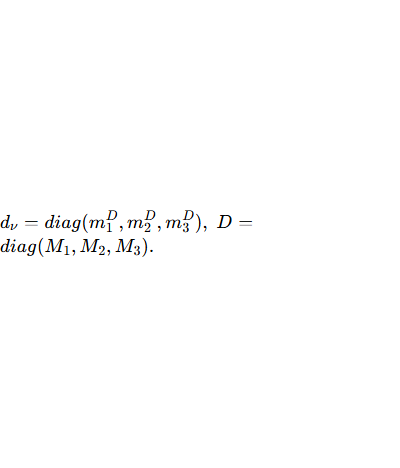 $d_\nu = diag(m_1^D, m_2^D, m_3^D),\ D =$
$diag(M_1, M_2, M_3).$